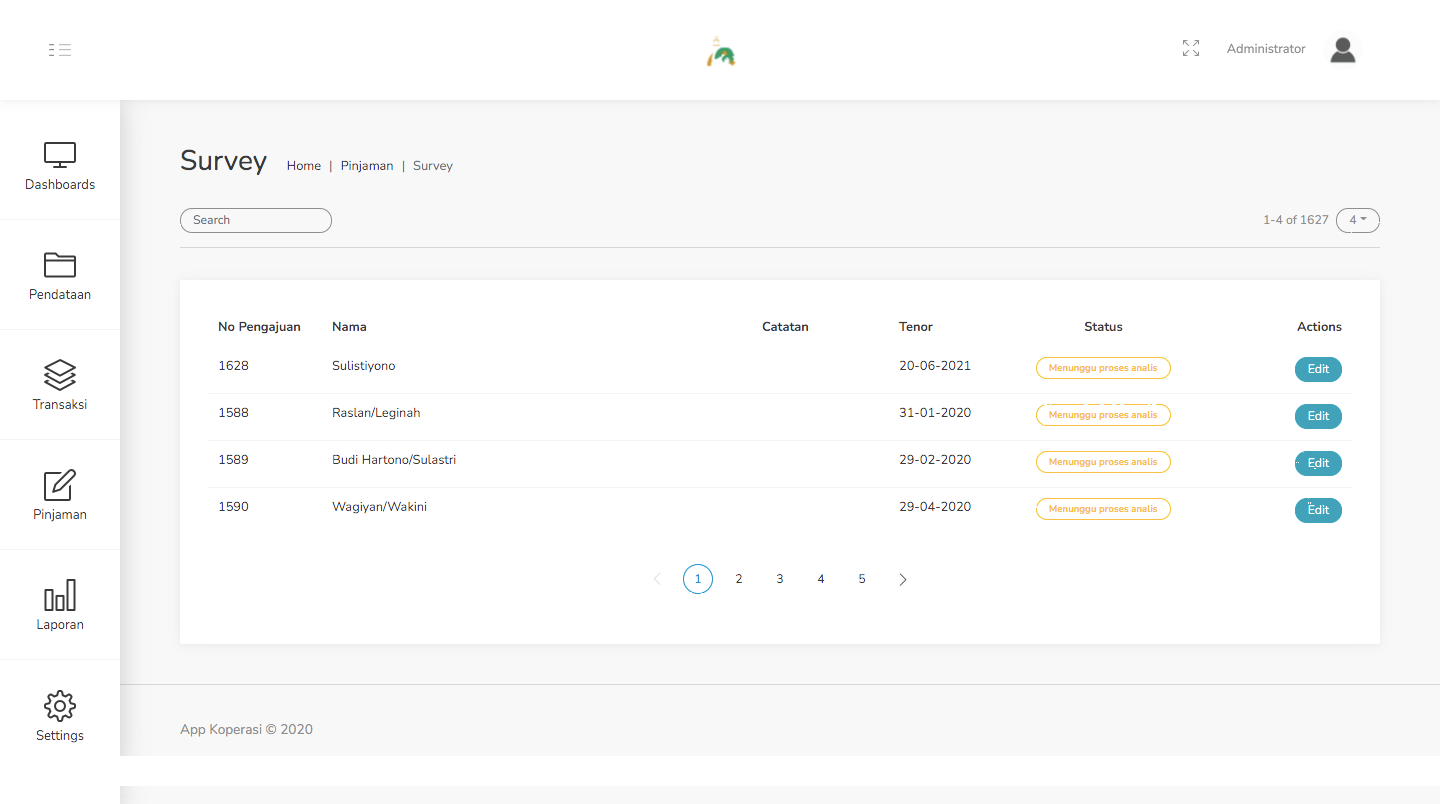 Administrator
Dashboards
Pendataan
Transaksi
Pinjaman
Laporan
Settings
Survey Home | Pinjaman | Survey
Search 1-4 of 1627 4
No Pengajuan Nama Catatan Tenor Status Actions
1628 Sulistiyono 20-06-2021 Menunggu proses analis Edit
1588 Raslan/Leginah 31-01-2020 Menunggu proses analis Edit
1589 Budi Hartono/Sulastri 29-02-2020 Menunggu proses analis Edit
1590 Wagiyan/Wakini 29-04-2020 Menunggu proses analis Edit
1 2 3 4 5
App Koperasi © 2020